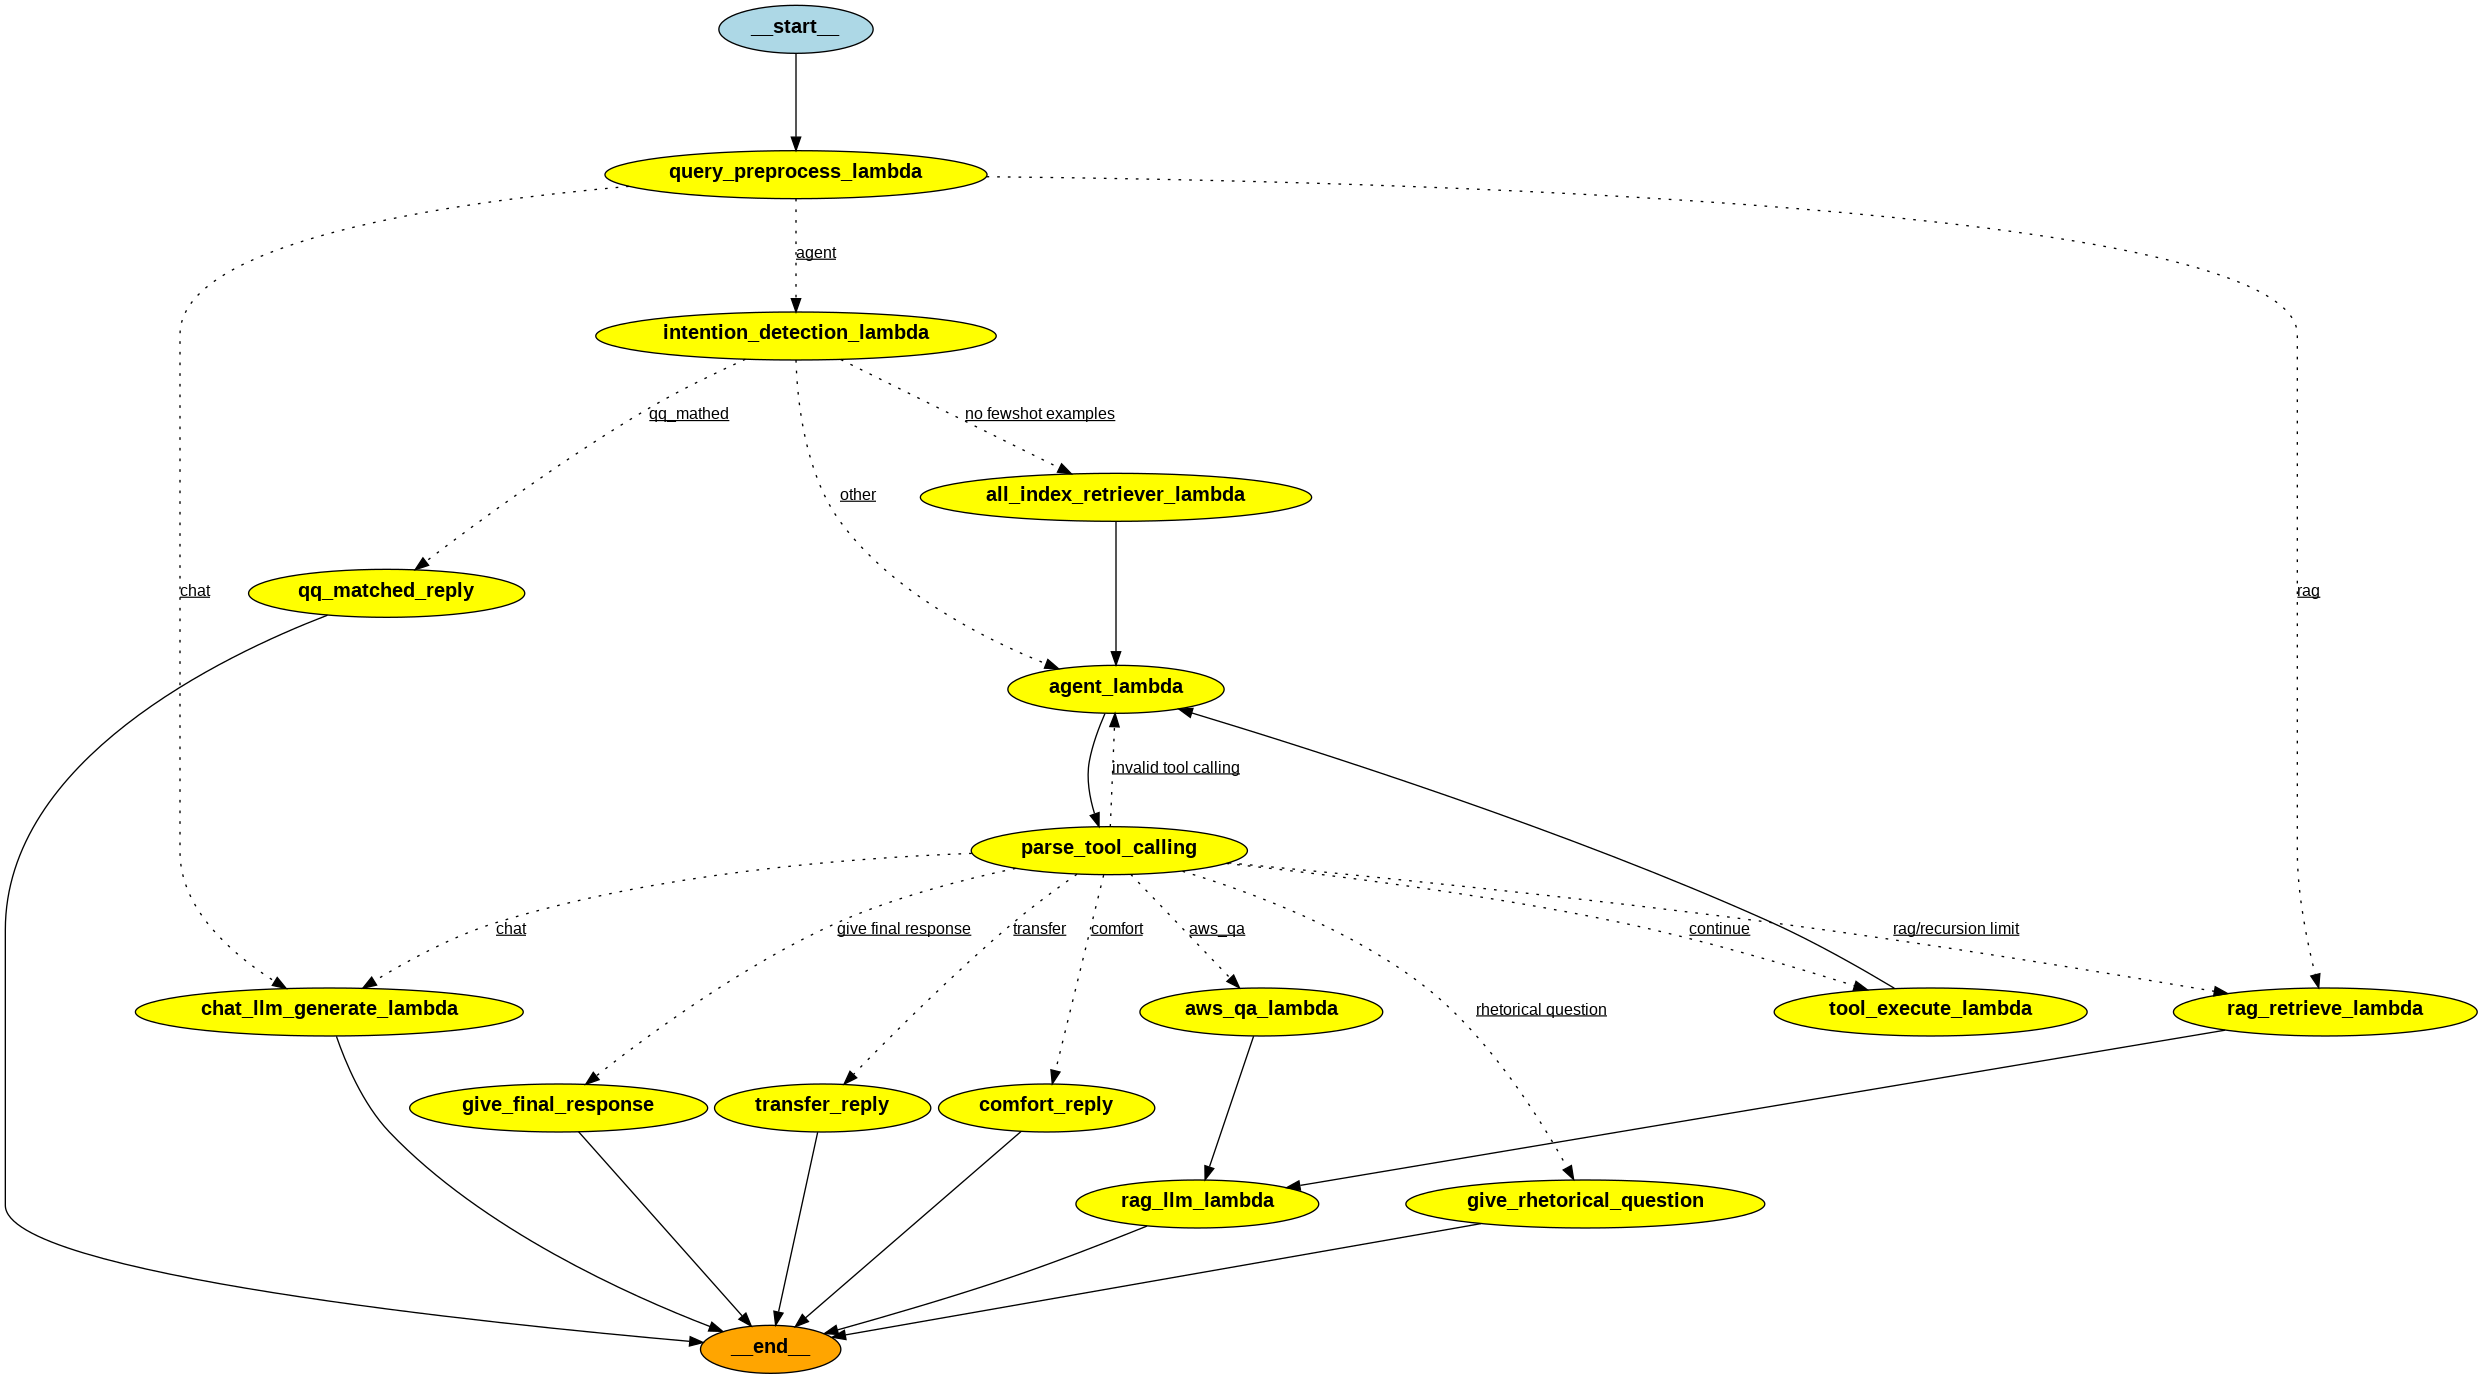 __start__
query_preprocess_lambda
agent
intention_detection_lambda
qq_mathed
no fewshot examples
other
all_index_retriever_lambda
chat
qq_matched_reply
rag
agent_lambda
invalid tool calling
parse_tool_calling
chat
give final response
transfer
comfort
aws_qa
continue
rag/recursion limit
chat_llm_generate_lambda
aws_qa_lambda
rhetorical question
tool_execute_lambda
rag_retrieve_lambda
give_final_response
transfer_reply
comfort_reply
rag_llm_lambda
give_rhetorical_question
__end__